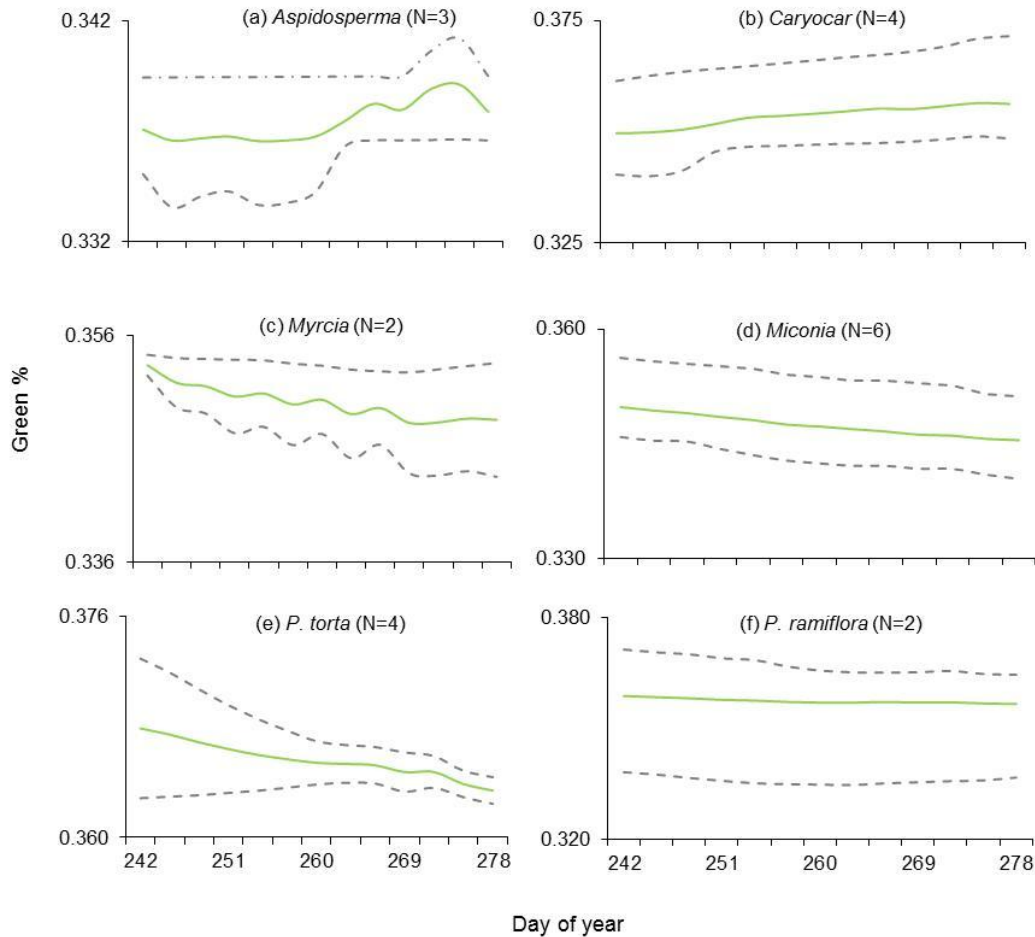 (a) Aspidosperma (N=3)
0.342
0.332
(b) Caryocar (N=4)
0.375
0.325
(c) Myrcia (N=2)
0.356
0.336
(d) Miconia (N=6)
0.360
0.330
Green %
(e) P. torta (N=4)
0.376
0.360
242 251 260 269 278
(f) P. ramiflora (N=2)
0.380
0.320
242 251 260 269 278
Day of year